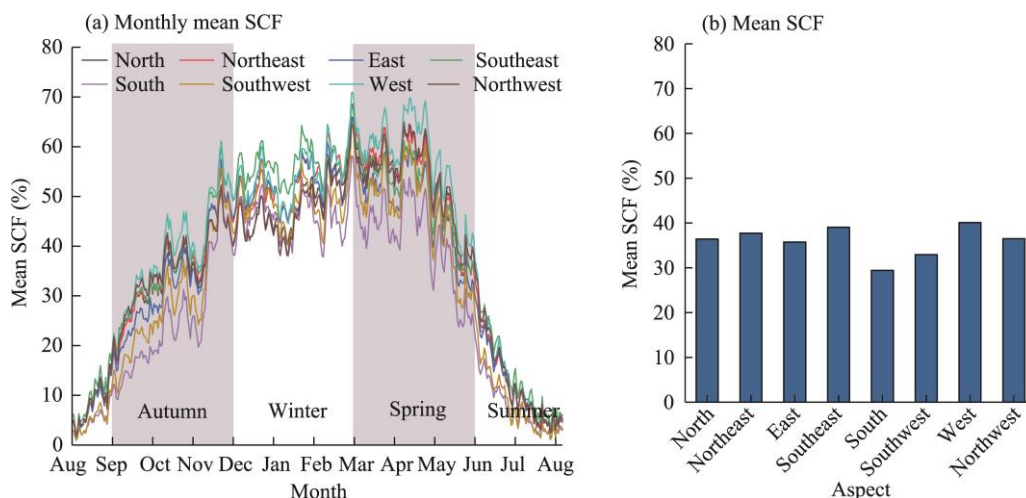 (a) Monthly mean SCF
80
70
60
50
40
30
20
10
0
Mean SCF (%)
North Northeast East Southeast
South Southwest West Northwest
Autumn Winter Spring Summer
Aug Sep Oct Nov Dec Jan Feb Mar Apr May Jun Jul Aug
Month
(b) Mean SCF
80
70
60
50
40
30
20
10
0
Mean SCF (%)
North Northeast East Southeast South Southwest West Northwest
Aspect